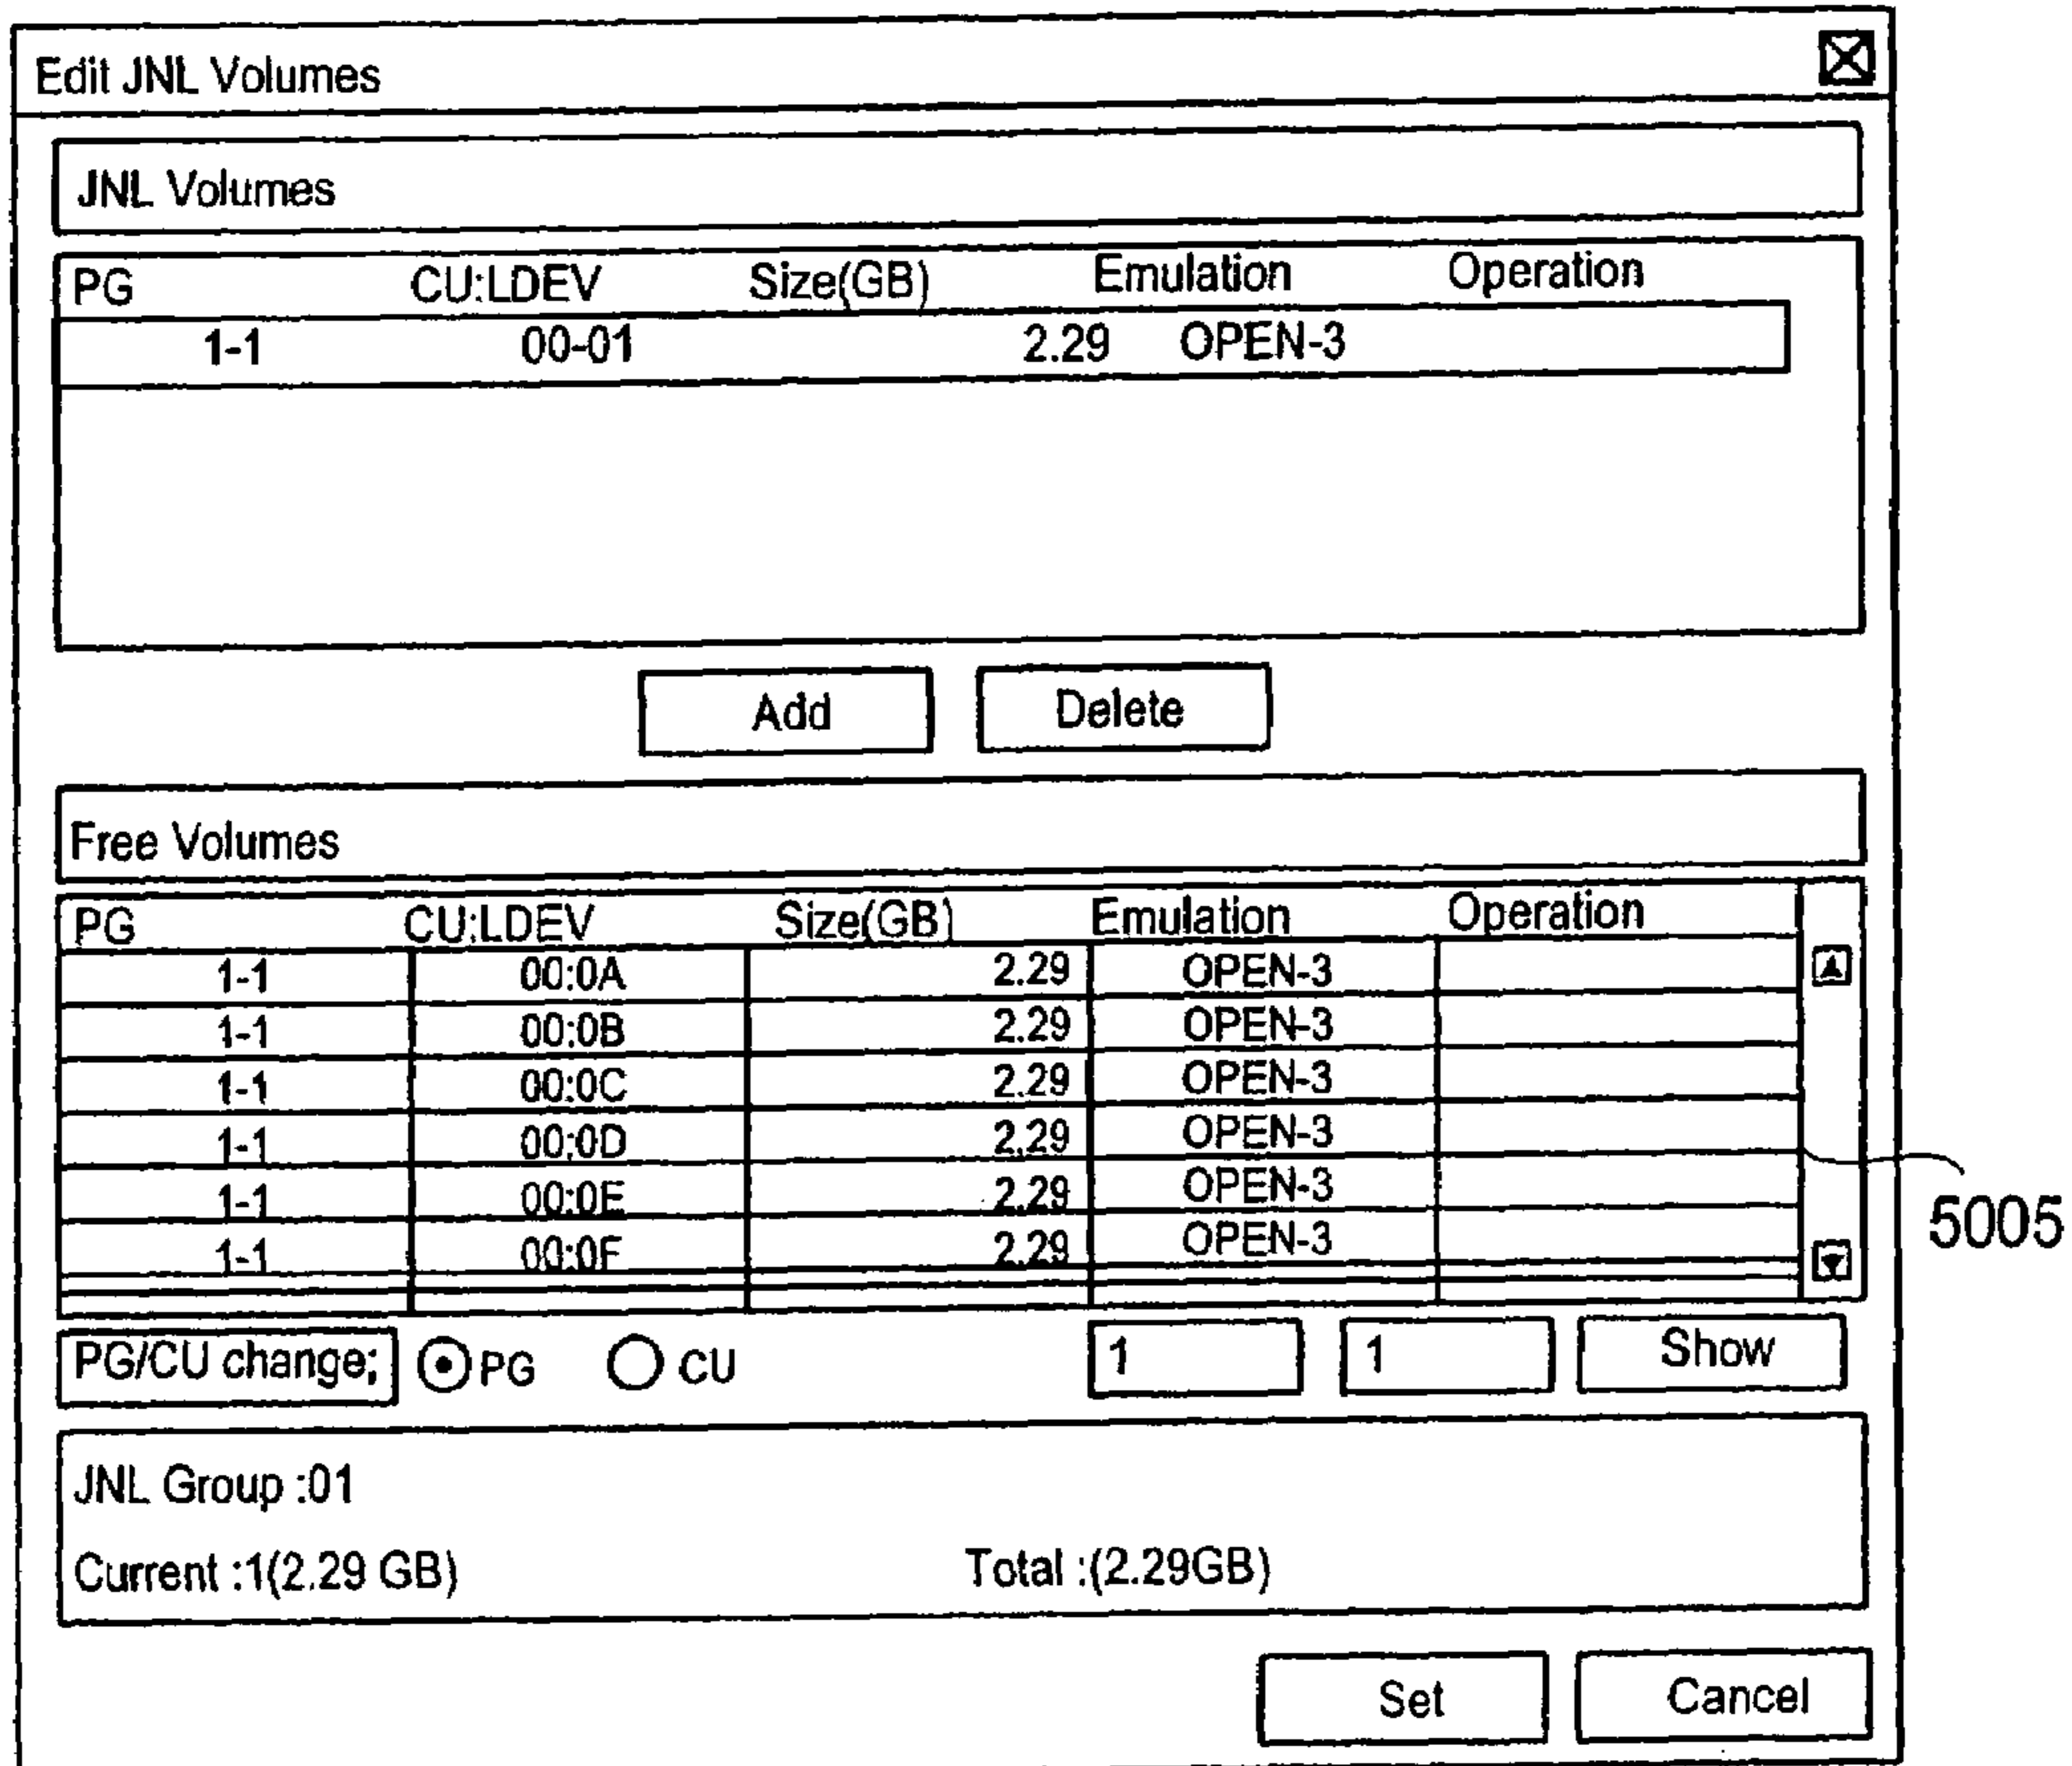 Edit JNL Volumes
JNL Volumes
PG CU:LDEV Size(GB) Emulation Operation
1-1 00-01 2.29 OPEN-3
Add Delete
Free Volumes
PG CU:LDEV Size(GB) Emulation Operation
1-1 00:0A 2.29 OPEN-3
1-1 00:0B 2.29 OPEN-3
1-1 00:0C 2.29 OPEN-3
1-1 00:0D 2.29 OPEN-3
1-1 00:0E 2.29 OPEN-3
1-1 00:0F 2.29 OPEN-3
5005
PG/CU change; PG CU 1 1 Show
JNL Group :01
Current :1(2.29 GB) Total :(2.29GB)
Set Cancel